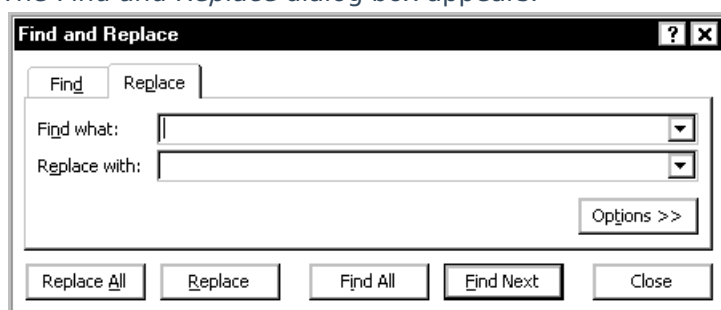 The Find and Replace dialog box appears.
Find and Replace
Find Replace
Find what:
Replace with:
Options >>
Replace All Replace Find All Find Next Close